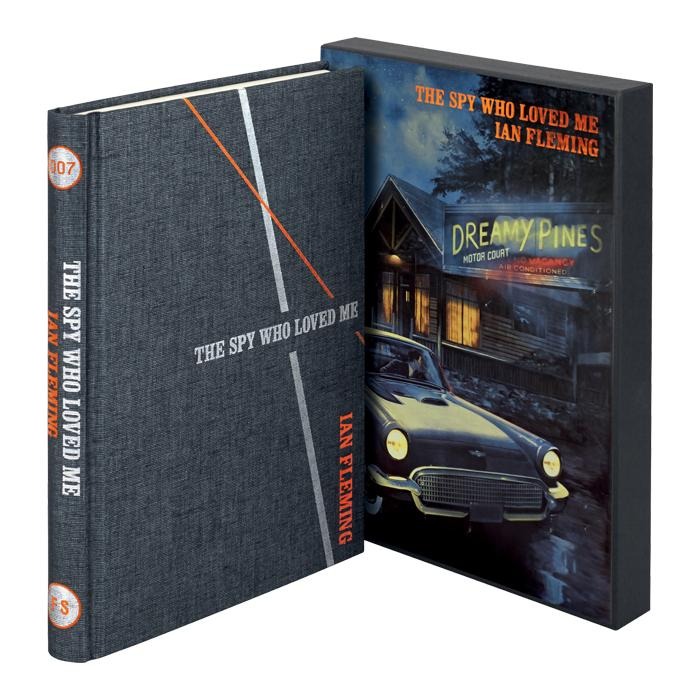 007
THE SPY WHO LOVED ME
IAN FLEMING
F·S
THE SPY WHO LOVED ME
IAN FLEMING
THE SPY WHO LOVED ME
IAN FLEMING
DREAMY PINES
MOTOR COURT
NO VACANCY
AIR CONDITIONED